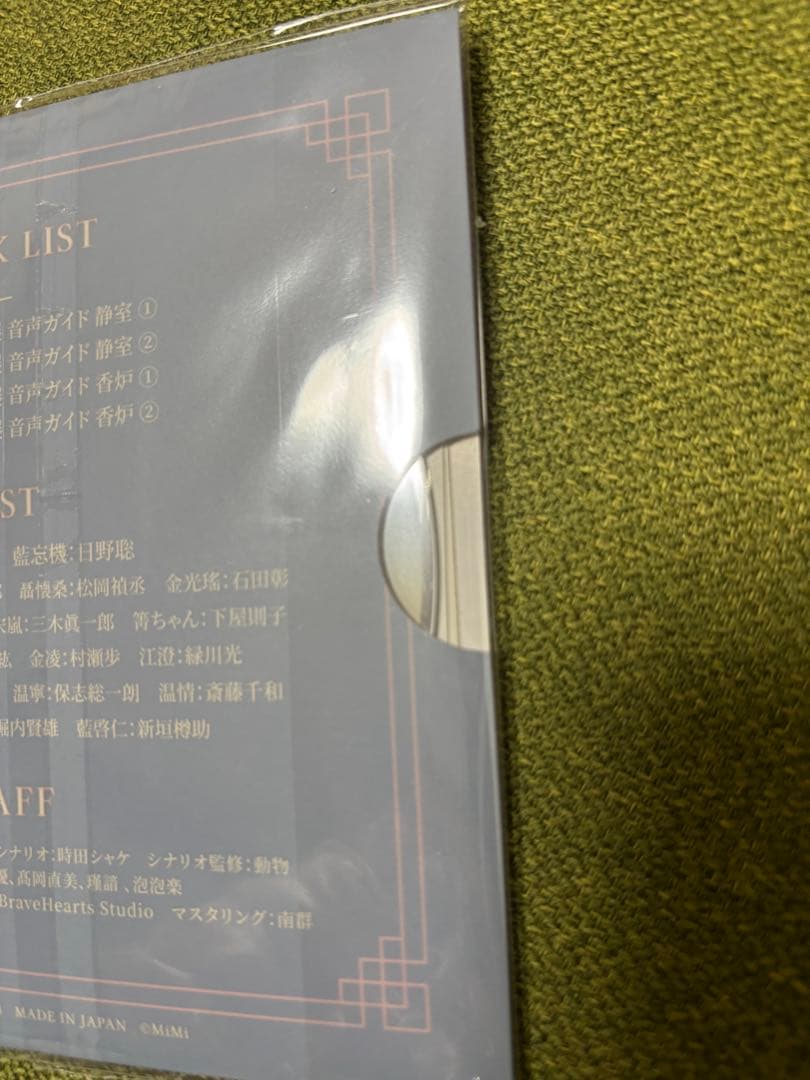 K LIST
音声ガイド 静室 ①
音声ガイド 静室 ②
音声ガイド 香炉 ①
音声ガイド 香炉 ②
ST
藍忘機:日野聡
聶懐桑:松岡禎丞 金光瑤:石田彰
嵐:三木眞一郎 箐ちゃん:下屋則子
紘 金凌:村瀬歩 江澄:緑川光
温寧:保志総一朗 温情:斎藤千和
堀内賢雄 藍啓仁:新垣樽助
AFF
シナリオ:時田シャケ シナリオ監修:動物
優、髙岡直美、瑾諳、泡泡楽
BraveHearts Studio マスタリング:南群
MADE IN JAPAN ©MiMi